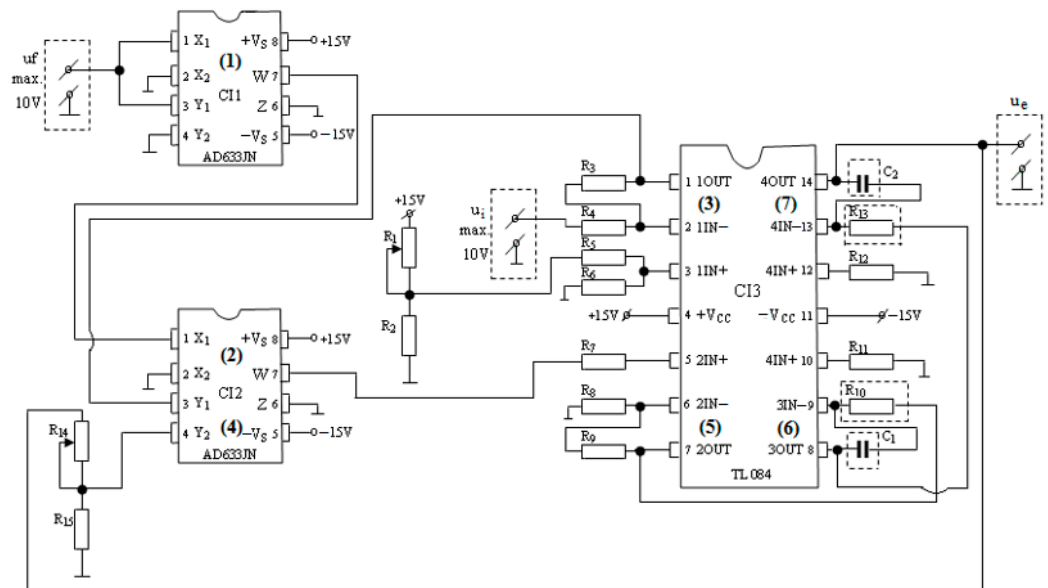 uf
max.
10V
1 X1
+VS 8
+15V
(1)
2 X2
W 7
CI1
3 Y1
Z 6
4 Y2
−VS 5
−15V
AD633JN
ue
+15V
R1
R2
ui
max.
10V
R3
R4
R5
R6
+15V
R7
R8
R9
1 1OUT
4OUT 14
C2
(3)
(7)
2 1IN−
4IN− 13
R13
3 1IN+
4IN+ 12
R12
CI3
4 +VCC
−VCC 11
−15V
5 2IN+
4IN+ 10
R11
6 2IN−
3IN− 9
R10
(5)
(6)
7 2OUT
3OUT 8
C1
TL084
1 X1
+VS 8
+15V
(2)
2 X2
W 7
CI2
3 Y1
Z 6
(4)
4 Y2
−VS 5
−15V
AD633JN
R14
R15